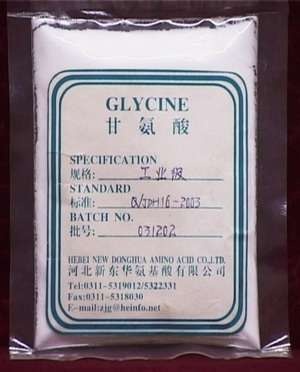 GLYCINE
甘氨酸
SPECIFICATION
规格: 工业级
STANDARD
标准: Q/JDH16-2003
BATCH NO.
批号: 031202
HEBEI NEW DONGHUA AMINO ACID CO.,LTD.
河北新东华氨基酸有限公司
Tel:0311-5319012/5322331
Fax:0311-5318030
E-mail:zjg@heinfo.net